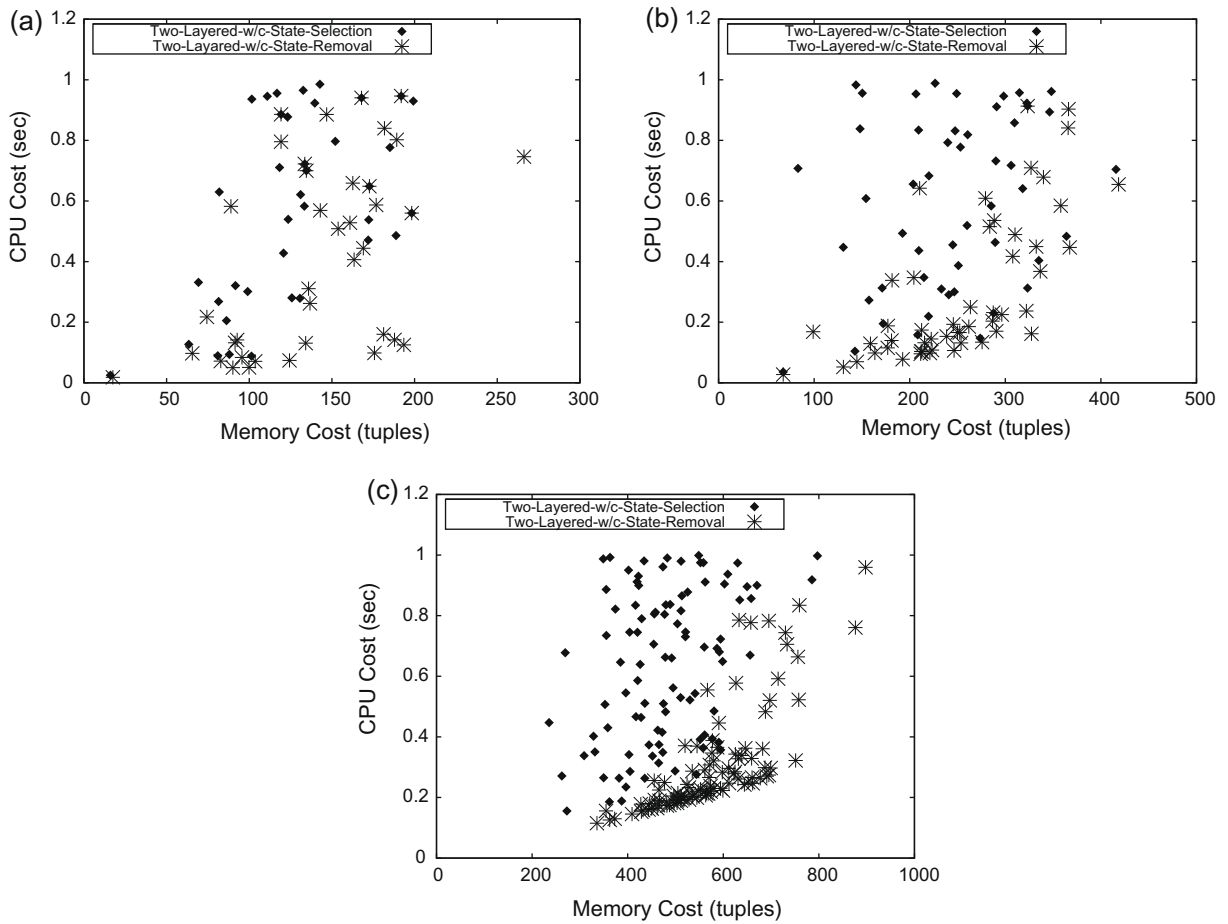 (a)
1.2
Two-Layered-w/c-State-Selection
Two-Layared-w/c-State-Removal
1
0.8
0.6
0.4
0.2
0
CPU Cost (sec)
0 50 100 150 200 250 300
Memory Cost (tuples)
(b)
1.2
Two-Layered-w/c-State-Selection
Two-Layered-w/c-State-Removal
1
0.8
0.6
0.4
0.2
0
CPU Cost (sec)
0 100 200 300 400 500
Memory Cost (tuples)
(c)
1.2
Two-Layered-w/c-State-Selection
Two-Layered-w/c-State-Removal
1
0.8
0.6
0.4
0.2
0
CPU Cost (sec)
0 200 400 600 800 1000
Memory Cost (tuples)